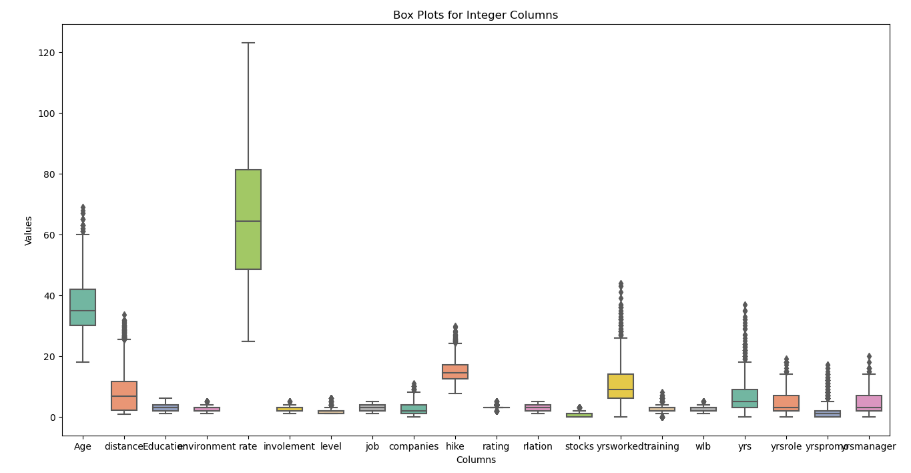 Box Plots for Integer Columns
120
100
80
60
40
20
0
Values
Age distance Education environment rate involement level job companies hike rating rlation stocks yrsworked training wlb yrs yrsrole yrspromo yrsmanager
Columns